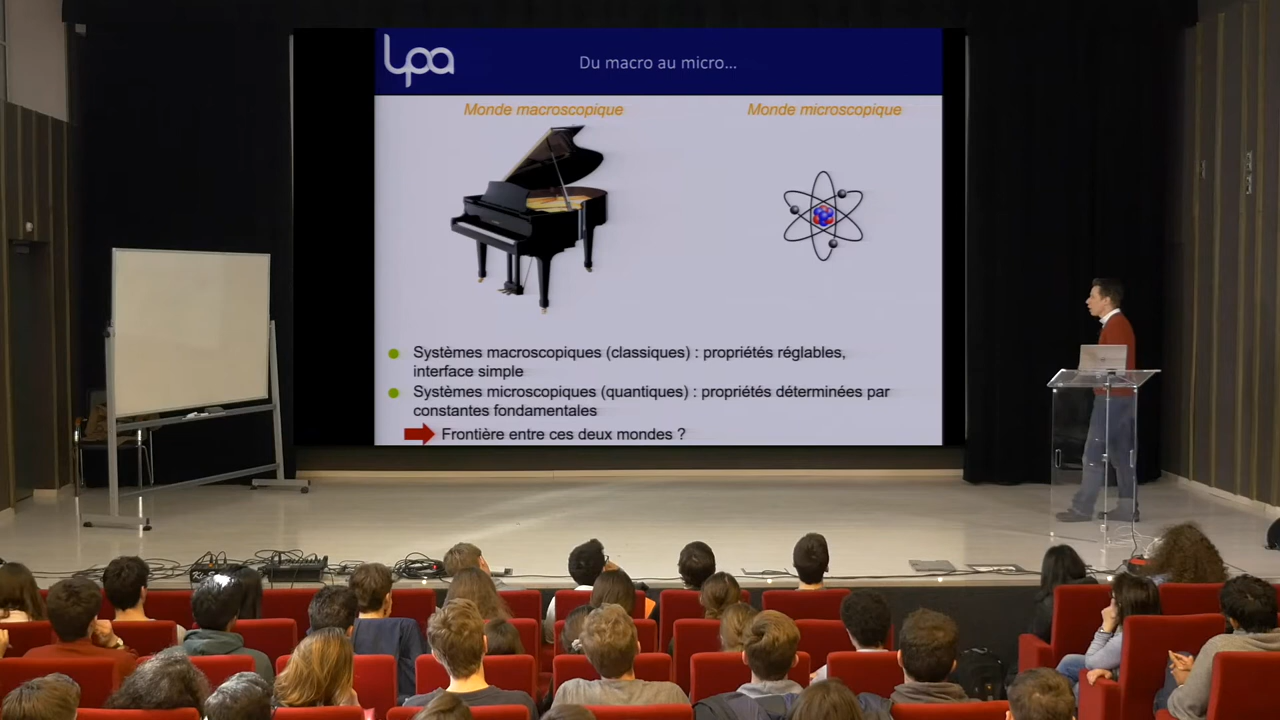 lpa
Du macro au micro...
Monde macroscopique
Monde microscopique
Systèmes macroscopiques (classiques) : propriétés réglables,
interface simple
Systèmes microscopiques (quantiques) : propriétés déterminées par
constantes fondamentales
Frontière entre ces deux mondes ?